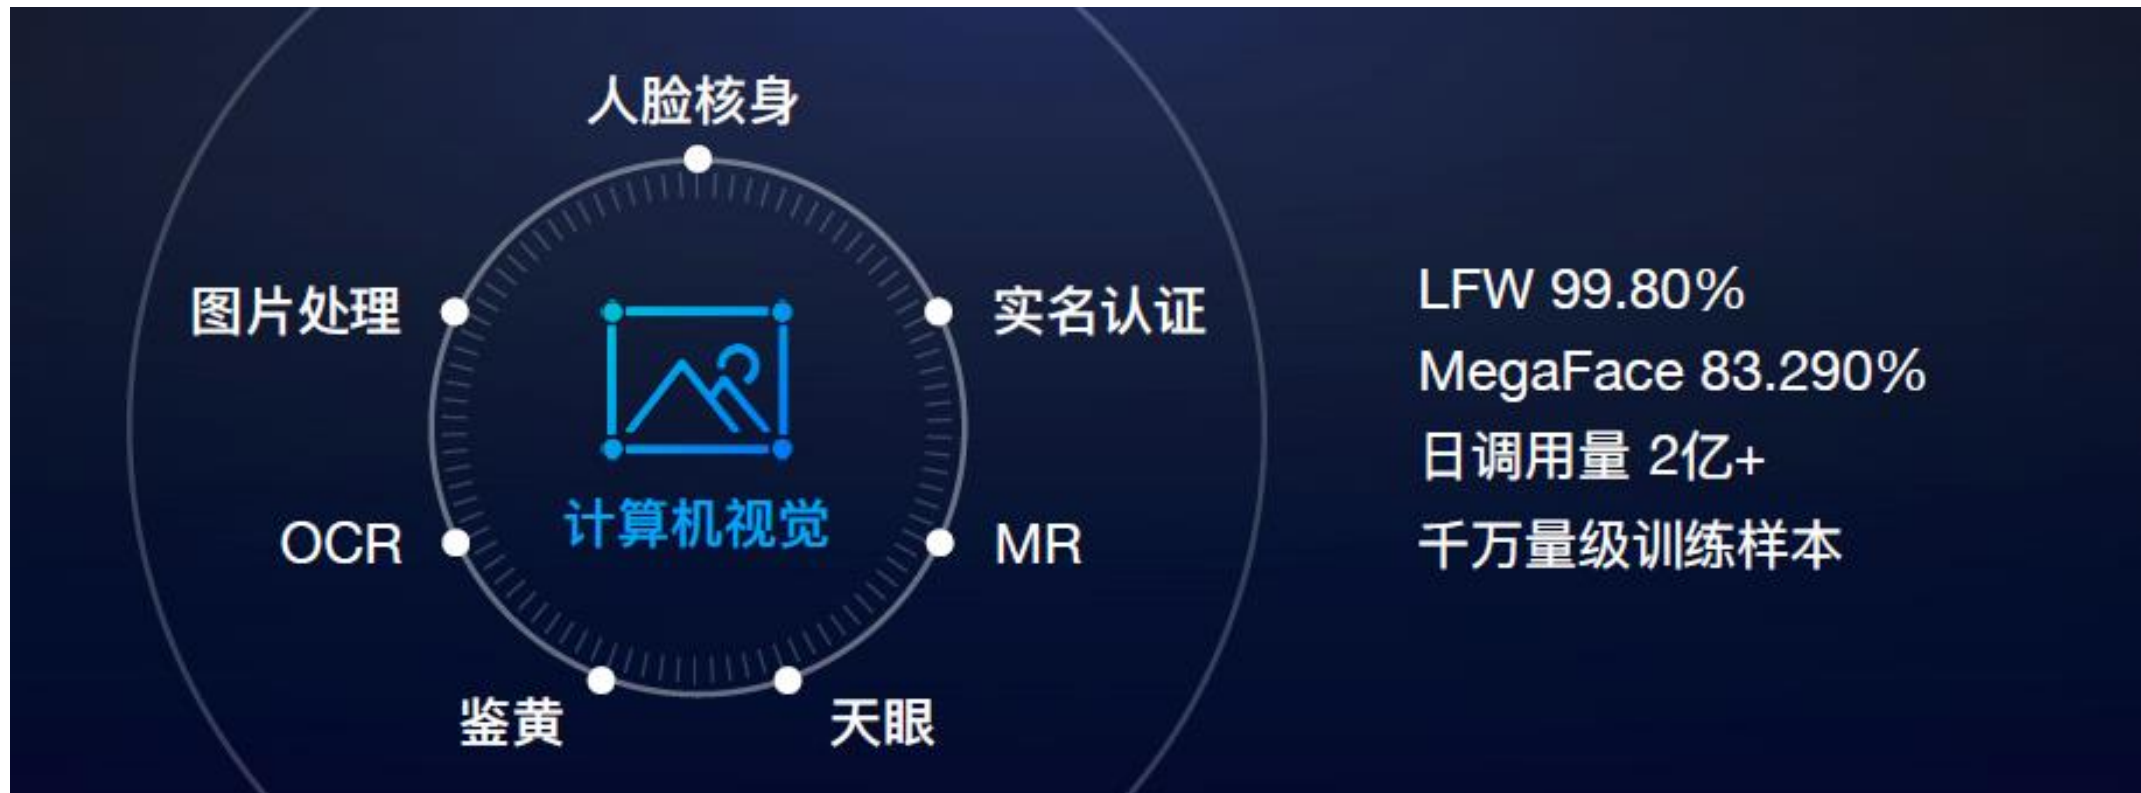 人脸核身
图片处理
实名认证
OCR
计算机视觉
MR
鉴黄
天眼
LFW 99.80%
MegaFace 83.290%
日调用量 2亿+
千万量级训练样本